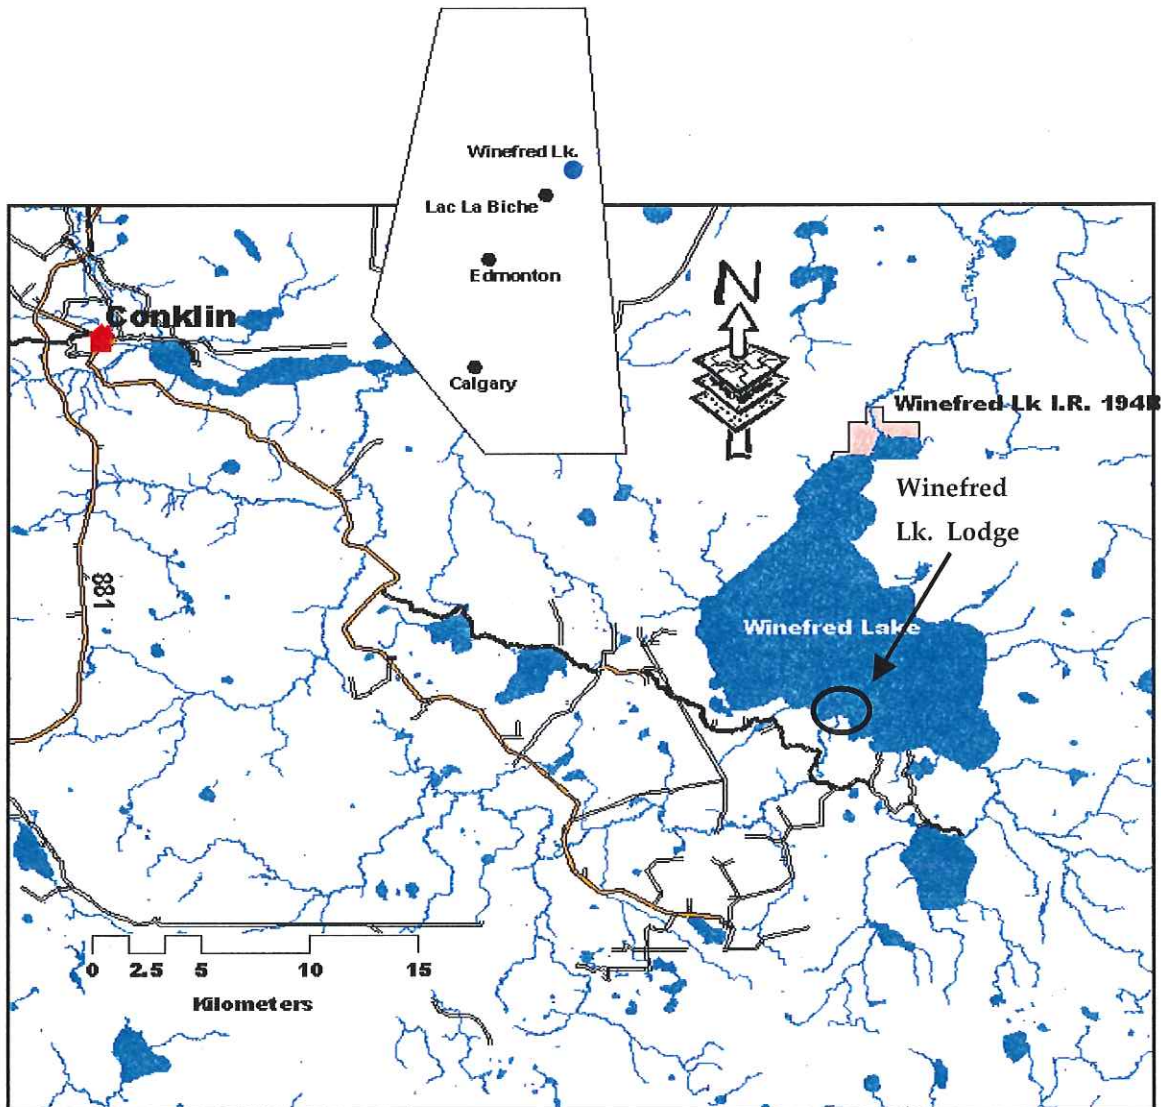 Winefred Lk.
Lac La Biche
Edmonton
Calgary
N
Conklin
Winefred Lk I.R. 194B
Winefred
Lk. Lodge
881
Winefred Lake
0 2.5 5 10 15
Kilometers